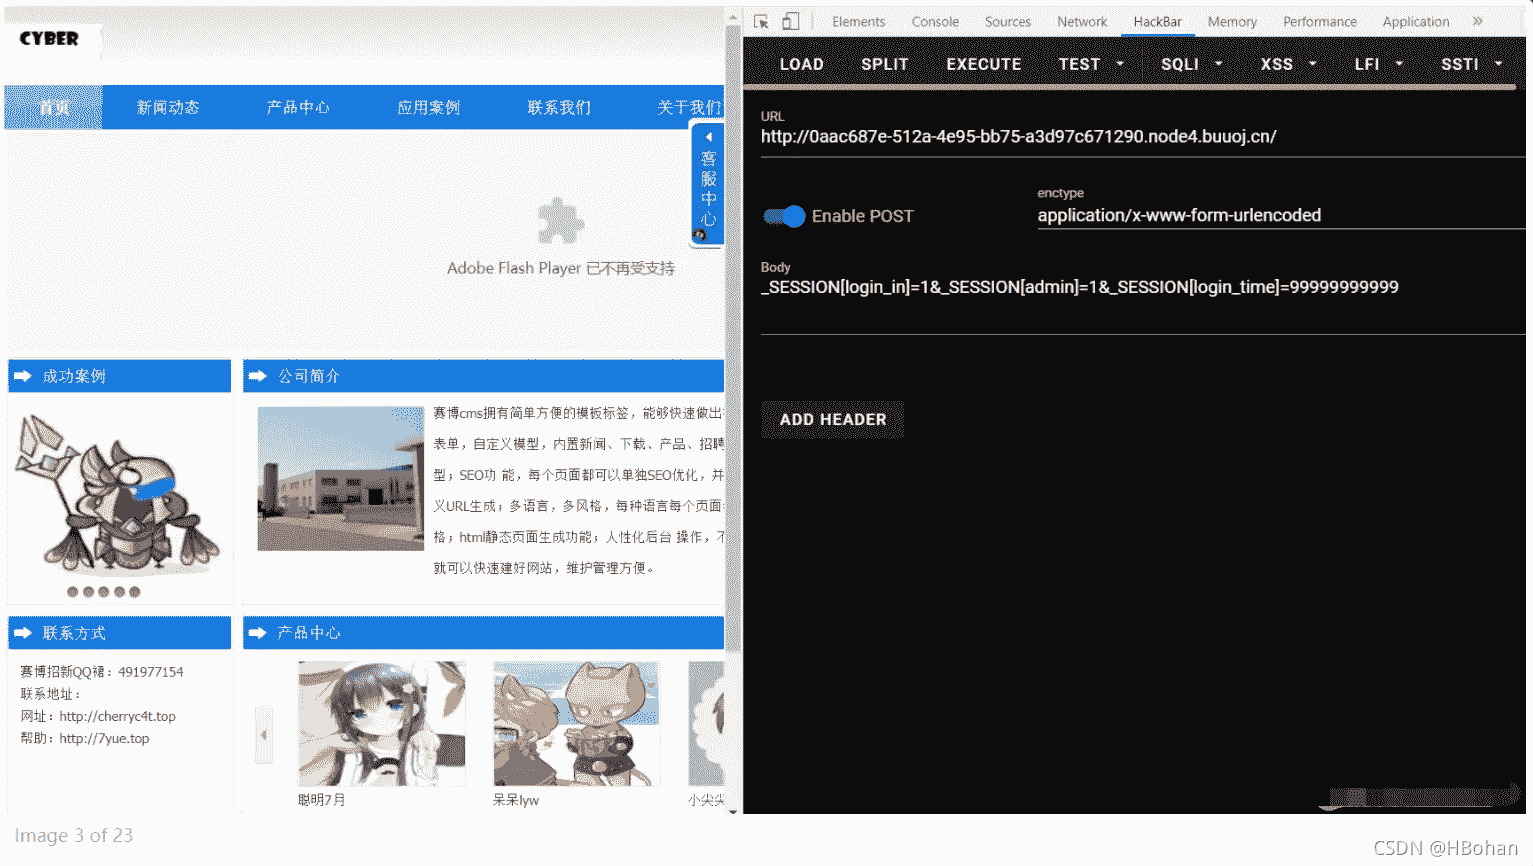 CYBER
首页 新闻动态 产品中心 应用案例 联系我们 关于我们
客服中心
Adobe Flash Player 已不再受支持
成功案例
公司简介
赛博cms拥有简单方便的模板标签，能够快速做出
表单，自定义模型，内置新闻、下载、产品、招聘
型；SEO功 能，每个页面都可以单独SEO优化，并
义URL生成；多语言，多风格，每种语言每个页面
格；html静态页面生成功能；人性化后台 操作，不
就可以快速建好网站，维护管理方便。
联系方式
赛博招新QQ裙：491977154
联系地址：
网址：http://cherryc4t.top
帮助：http://7yue.top
产品中心
聪明7月
呆呆lyw
小尖尖
Elements Console Sources Network HackBar Memory Performance Application »
LOAD SPLIT EXECUTE TEST SQLI XSS LFI SSTI
URL
http://0aac687e-512a-4e95-bb75-a3d97c671290.node4.buuoj.cn/
Enable POST
enctype
application/x-www-form-urlencoded
Body
_SESSION[login_in]=1&_SESSION[admin]=1&_SESSION[login_time]=99999999999
ADD HEADER
Image 3 of 23
CSDN @HBohan